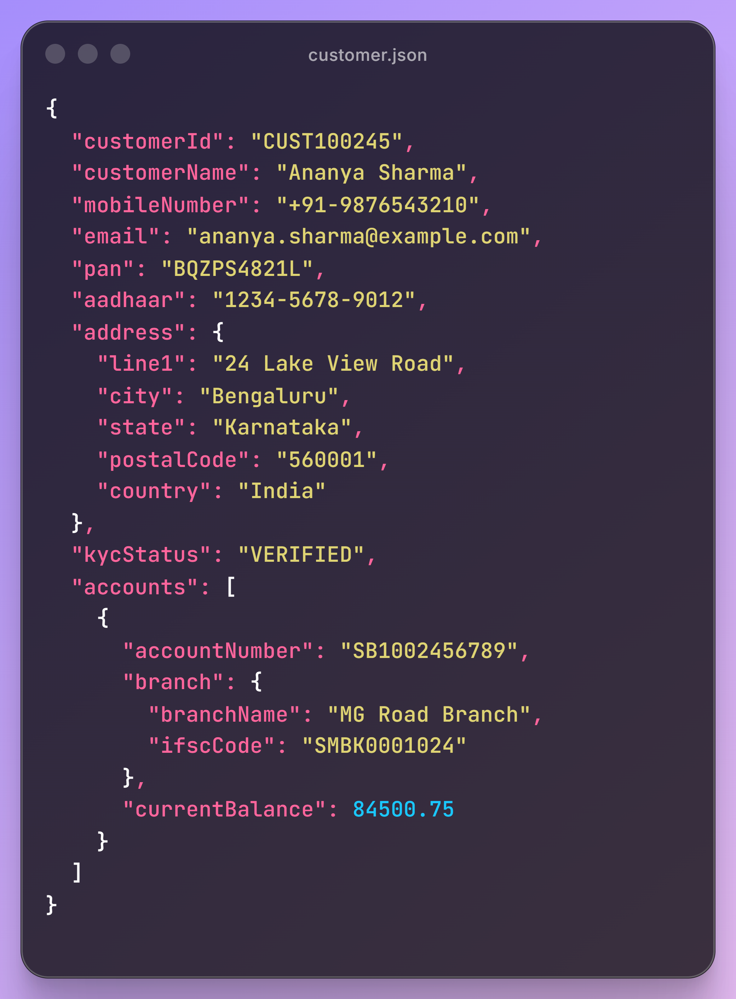 customer.json
{
  "customerId": "CUST100245",
  "customerName": "Ananya Sharma",
  "mobileNumber": "+91-9876543210",
  "email": "ananya.sharma@example.com",
  "pan": "BQZPS4821L",
  "aadhaar": "1234-5678-9012",
  "address": {
    "line1": "24 Lake View Road",
    "city": "Bengaluru",
    "state": "Karnataka",
    "postalCode": "560001",
    "country": "India"
  },
  "kycStatus": "VERIFIED",
  "accounts": [
    {
      "accountNumber": "SB1002456789",
      "branch": {
        "branchName": "MG Road Branch",
        "ifscCode": "SMBK0001024"
      },
      "currentBalance": 84500.75
    }
  ]
}